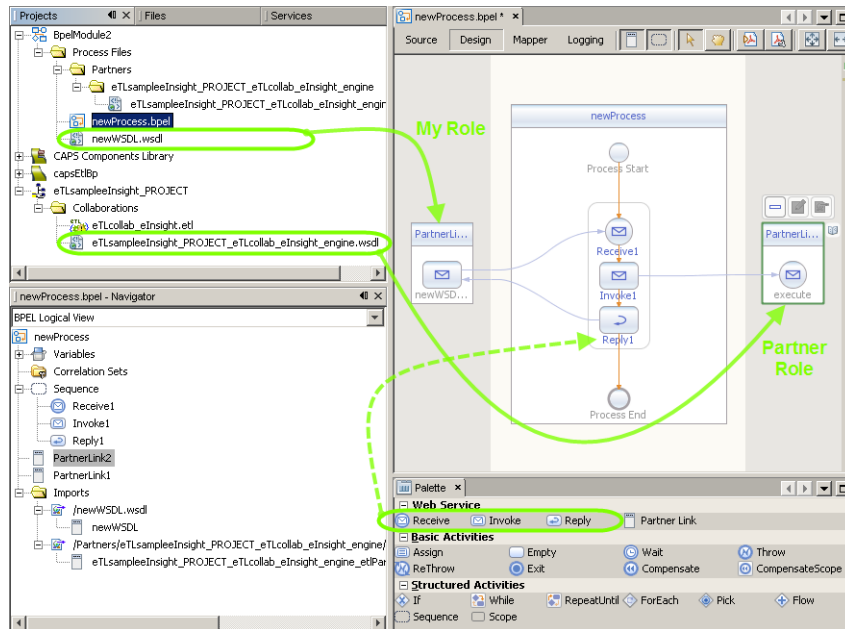 Projects
Files
Services
BpelModule2
Process Files
Partners
eTLsampleeInsight_PROJECT_eTLcollab_eInsight_engine
eTLsampleeInsight_PROJECT_eTLcollab_eInsight_engin
newProcess.bpel
newWSDL.wsdl
CAPS Components Library
capsEtlBp
eTLsampleeInsight_PROJECT
Collaborations
eTLcollab_eInsight.etl
eTLsampleeInsight_PROJECT_eTLcollab_eInsight_engine.wsdl
newProcess.bpel - Navigator
BPEL Logical View
newProcess
Variables
Correlation Sets
Sequence
Receive1
Invoke1
Reply1
PartnerLink2
PartnerLink1
Imports
/newWSDL.wsdl
newWSDL
/Partners/eTLsampleeInsight_PROJECT_eTLcollab_eInsight_engine/
eTLsampleeInsight_PROJECT_eTLcollab_eInsight_engine_etlPar
newProcess.bpel *
Source Design Mapper Logging
My Role
newProcess
Process Start
PartnerLi...
newWSD...
Receive1
Invoke1
Reply1
Process End
PartnerLi...
execute
Partner
Role
Palette
Web Service
Receive Invoke Reply Partner Link
Basic Activities
Assign Empty Wait Throw
ReThrow Exit Compensate CompensateScope
Structured Activities
If While RepeatUntil ForEach Pick Flow
Sequence Scope